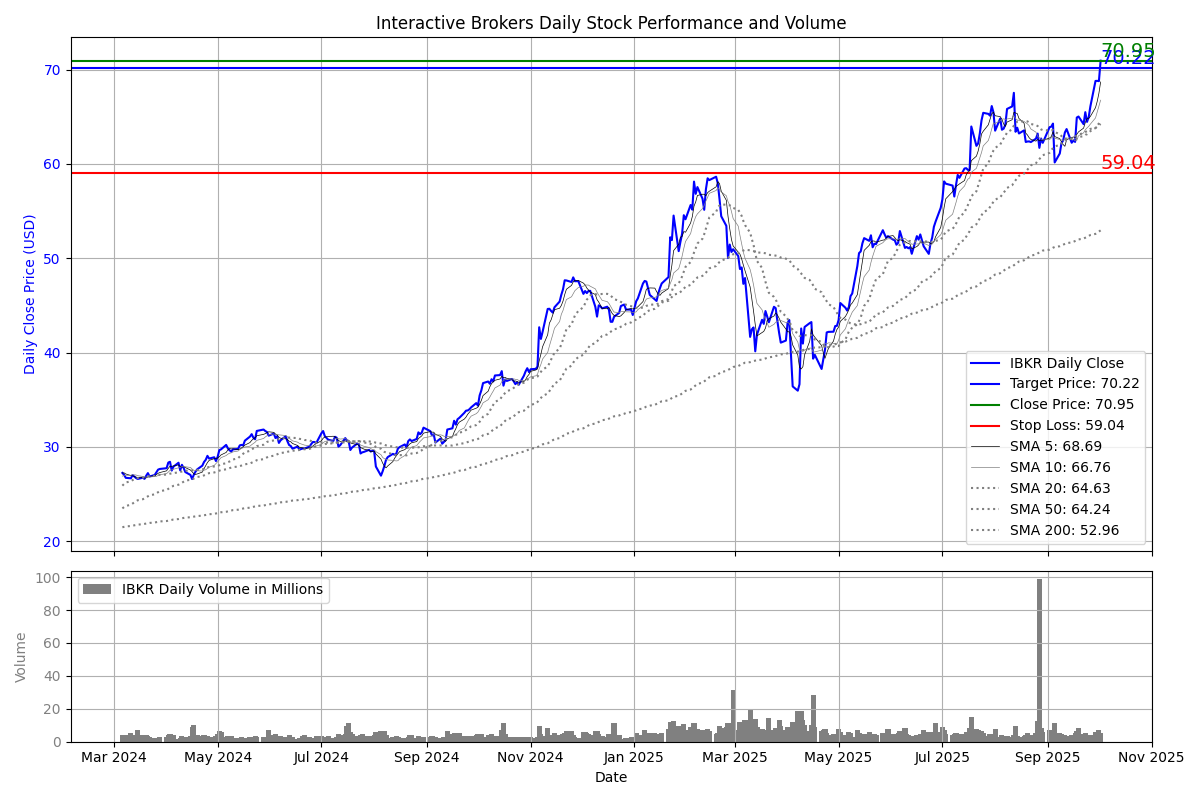 Interactive Brokers Daily Stock Performance and Volume
70.95
70.22
59.04
Daily Close Price (USD)
70
60
50
40
30
20
IBKR Daily Close
Target Price: 70.22
Close Price: 70.95
Stop Loss: 59.04
SMA 5: 68.69
SMA 10: 66.76
SMA 20: 64.63
SMA 50: 64.24
SMA 200: 52.96
IBKR Daily Volume in Millions
Volume
100
80
60
40
20
0
Mar 2024
May 2024
Jul 2024
Sep 2024
Nov 2024
Jan 2025
Mar 2025
May 2025
Jul 2025
Sep 2025
Nov 2025
Date